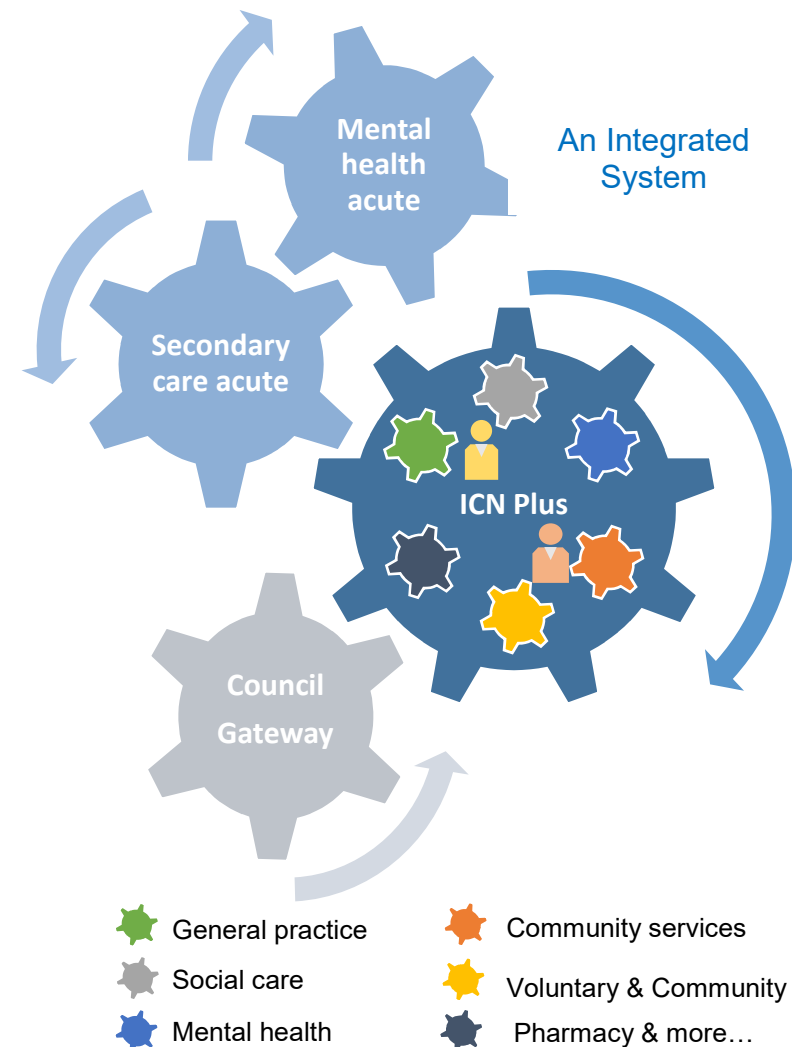 Mental
health
acute
An Integrated
System
Secondary
care acute
ICN Plus
Council
Gateway
General practice
Social care
Mental health
Community services
Voluntary & Community
Pharmacy & more…